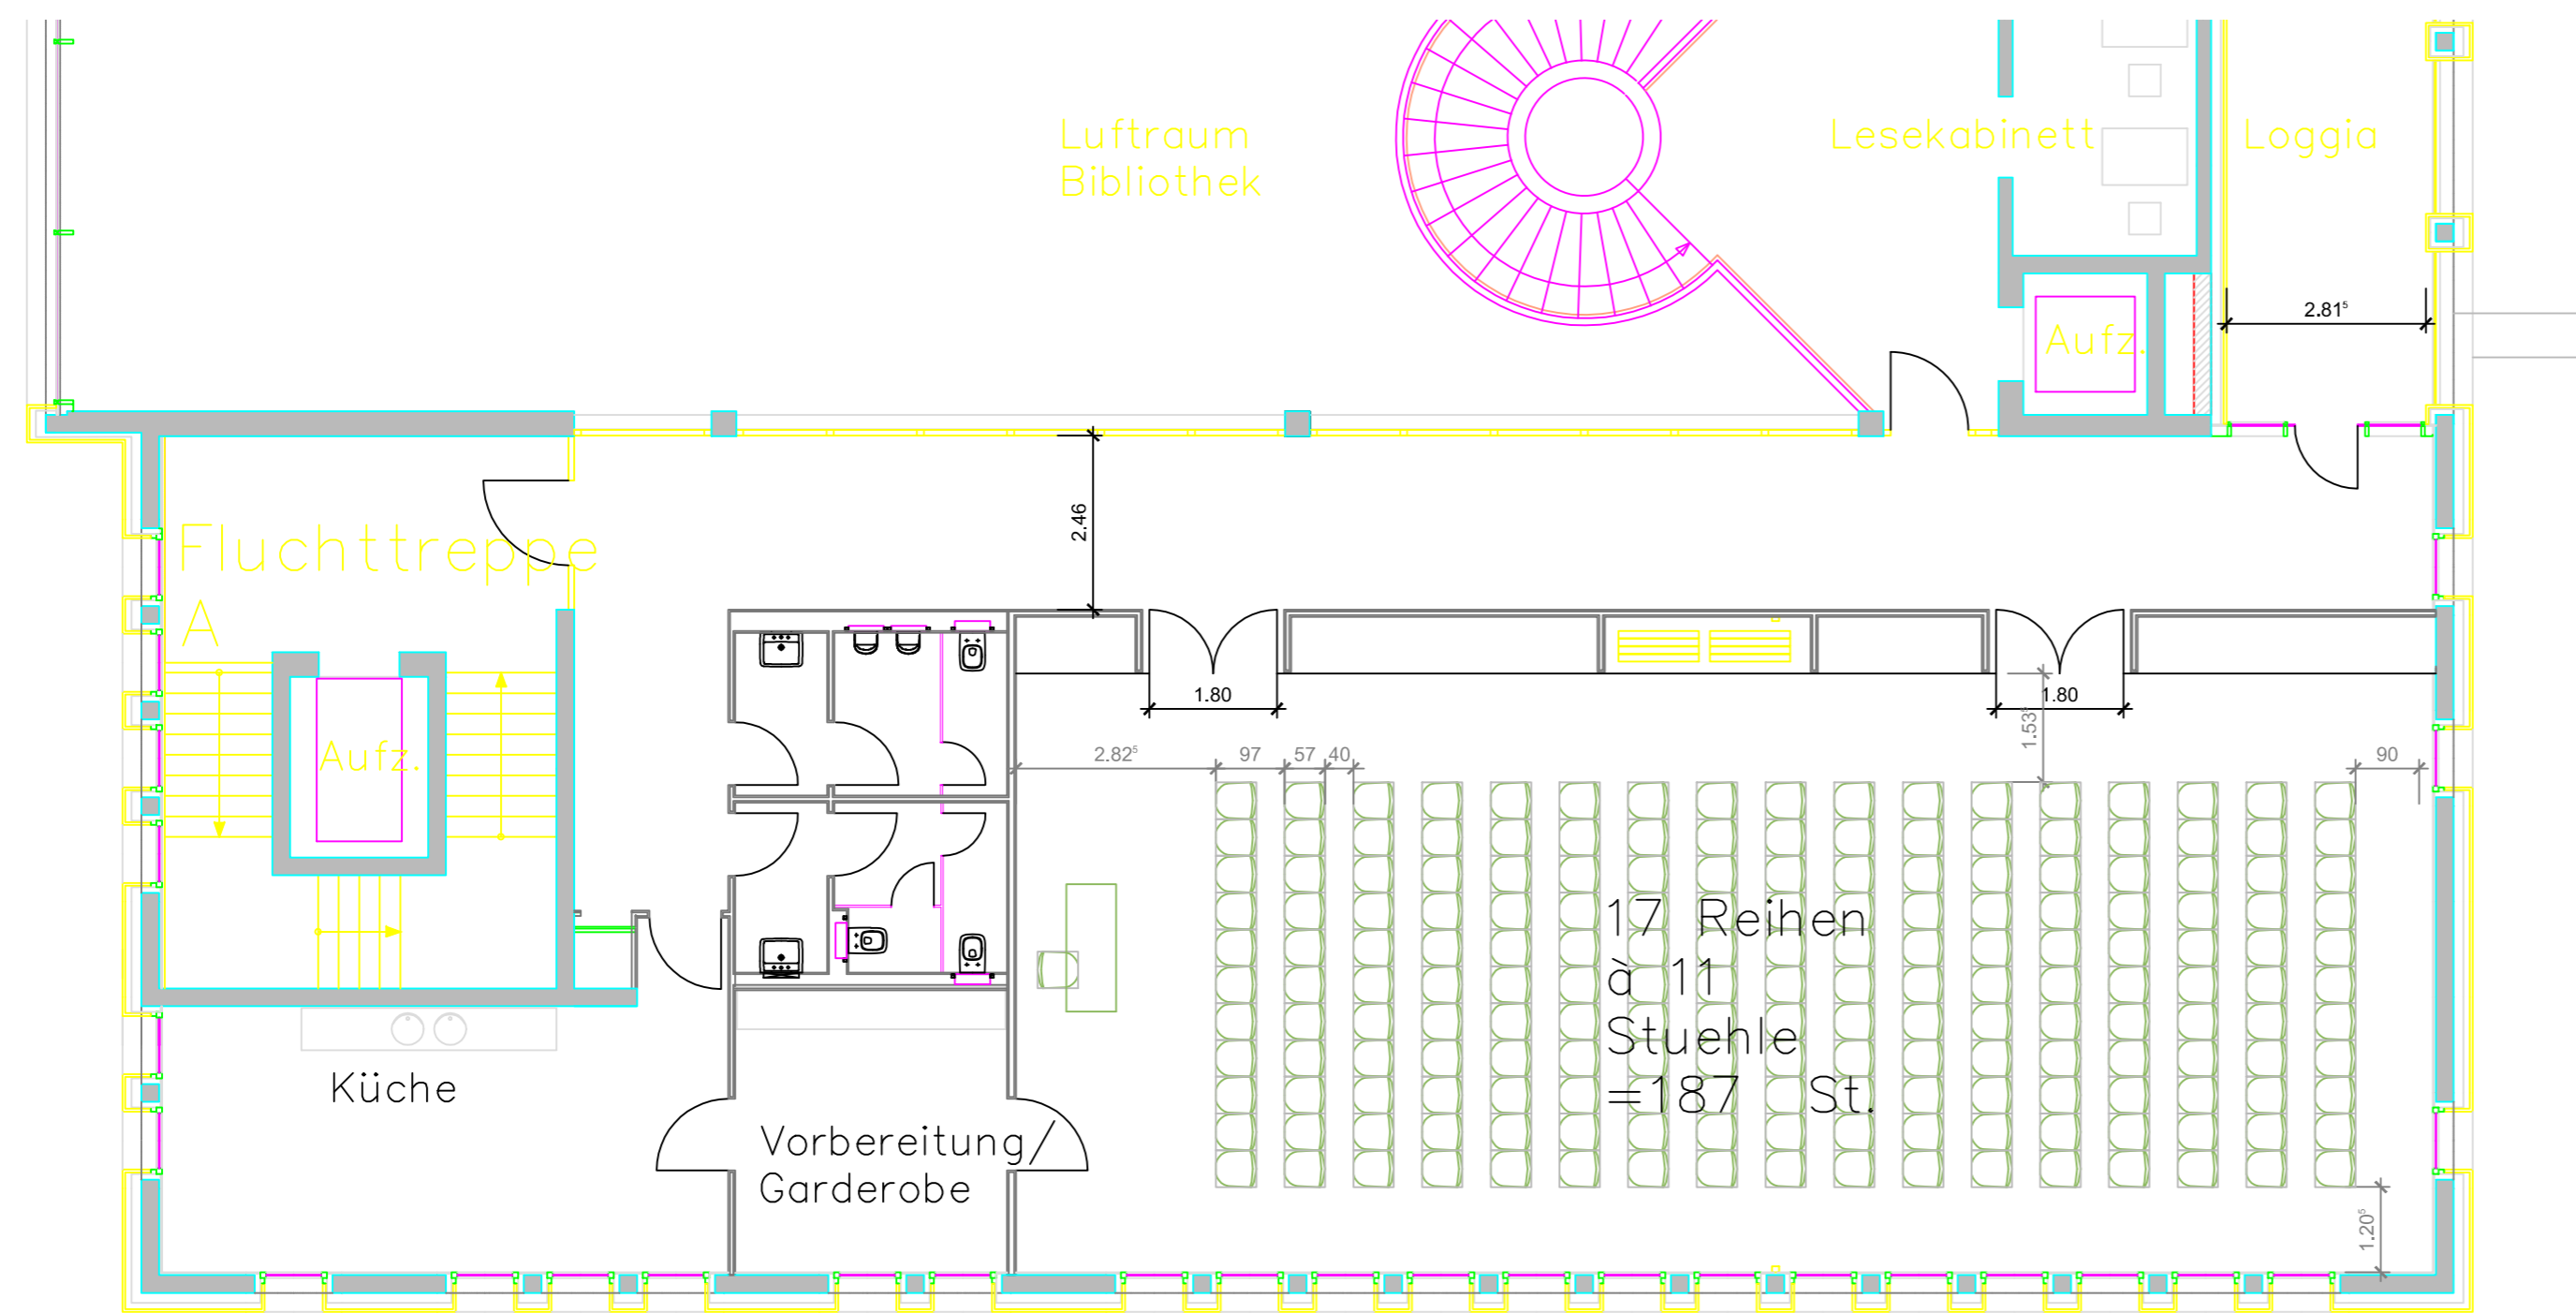 Luftraum
Bibliothek
Lesekabinett
Loggia
2.81⁵
Aufz.
2.46
Fluchttreppe
A
1.80
1.80
1.53⁵
Aufz.
2.82⁵
97
57
40
90
17 Reihen
à 11
Stuehle
=187 St.
Küche
Vorbereitung/
Garderobe
1.20⁵